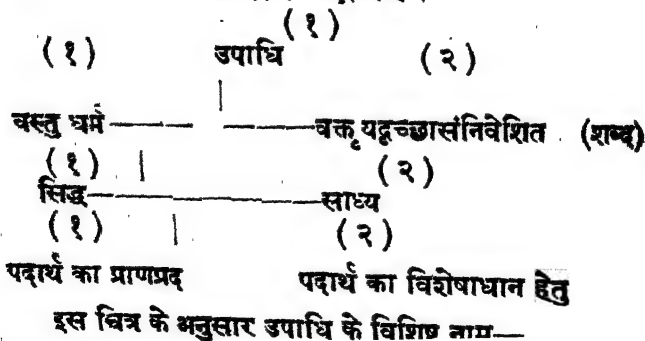 (१)
(१) उपाधि (२)
वस्तु धर्म वक्तृ यदृच्छासंनिवेशित (शब्द)
(१) (२)
सिद्ध साध्य
(१) (२)
पदार्थ का प्राणप्रद पदार्थ का विशेषाधान हेतु
इस चित्र के अनुसार उपाधि के विशिष्ट नाम—